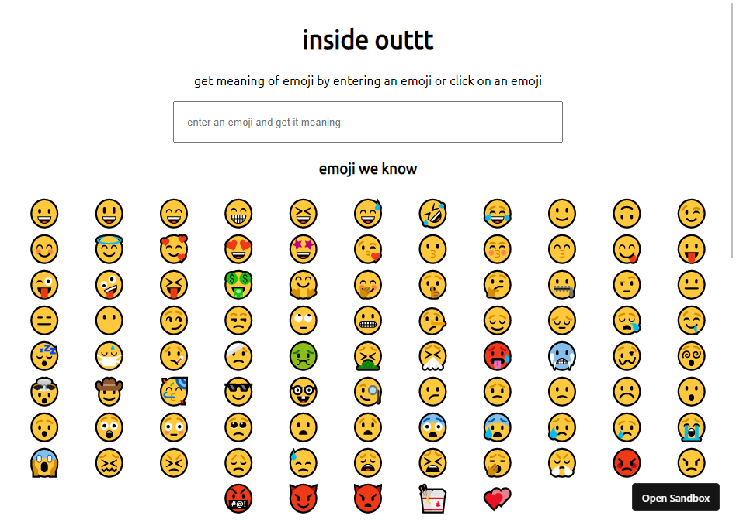 inside outtt
get meaning of emoji by entering an emoji or click on an emoji
enter an emoji and get it meaning
emoji we know
Open Sandbox